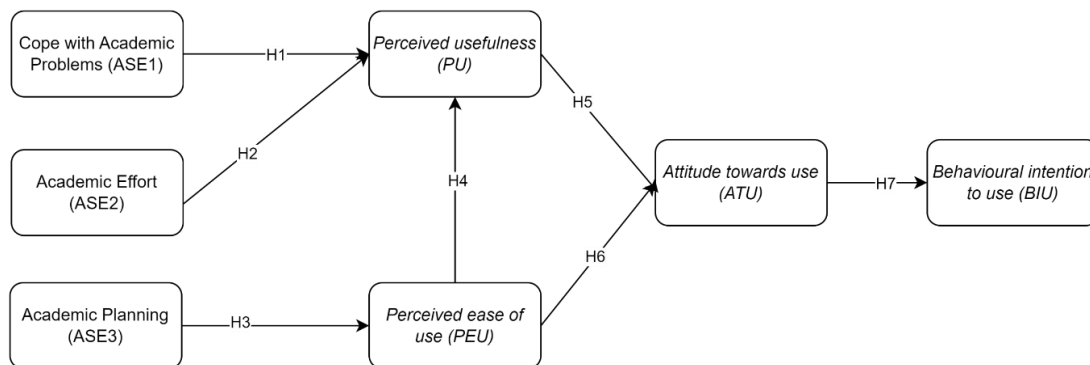 Cope with Academic
Problems (ASE1)
H1
Perceived usefulness
(PU)
H2
H5
Academic Effort
(ASE2)
H4
Attitude towards use
(ATU)
H7
Behavioural intention
to use (BIU)
H6
Academic Planning
(ASE3)
H3
Perceived ease of
use (PEU)